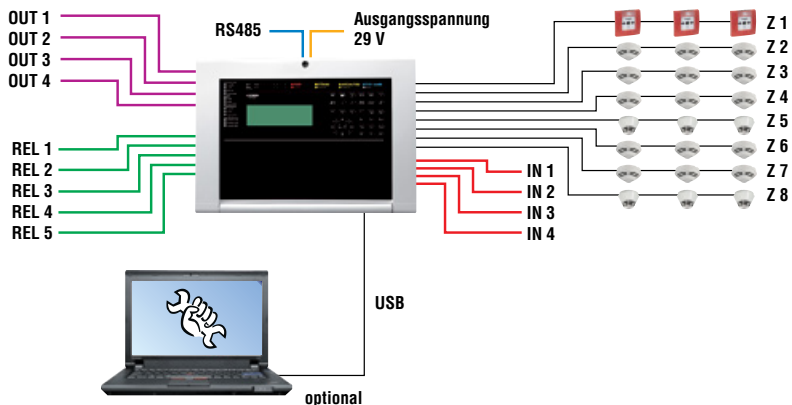 OUT 1
OUT 2
OUT 3
OUT 4
RS485
Ausgangsspannung
29 V
Z 1
Z 2
Z 3
Z 4
Z 5
Z 6
Z 7
Z 8
REL 1
REL 2
REL 3
REL 4
REL 5
IN 1
IN 2
IN 3
IN 4
USB
optional